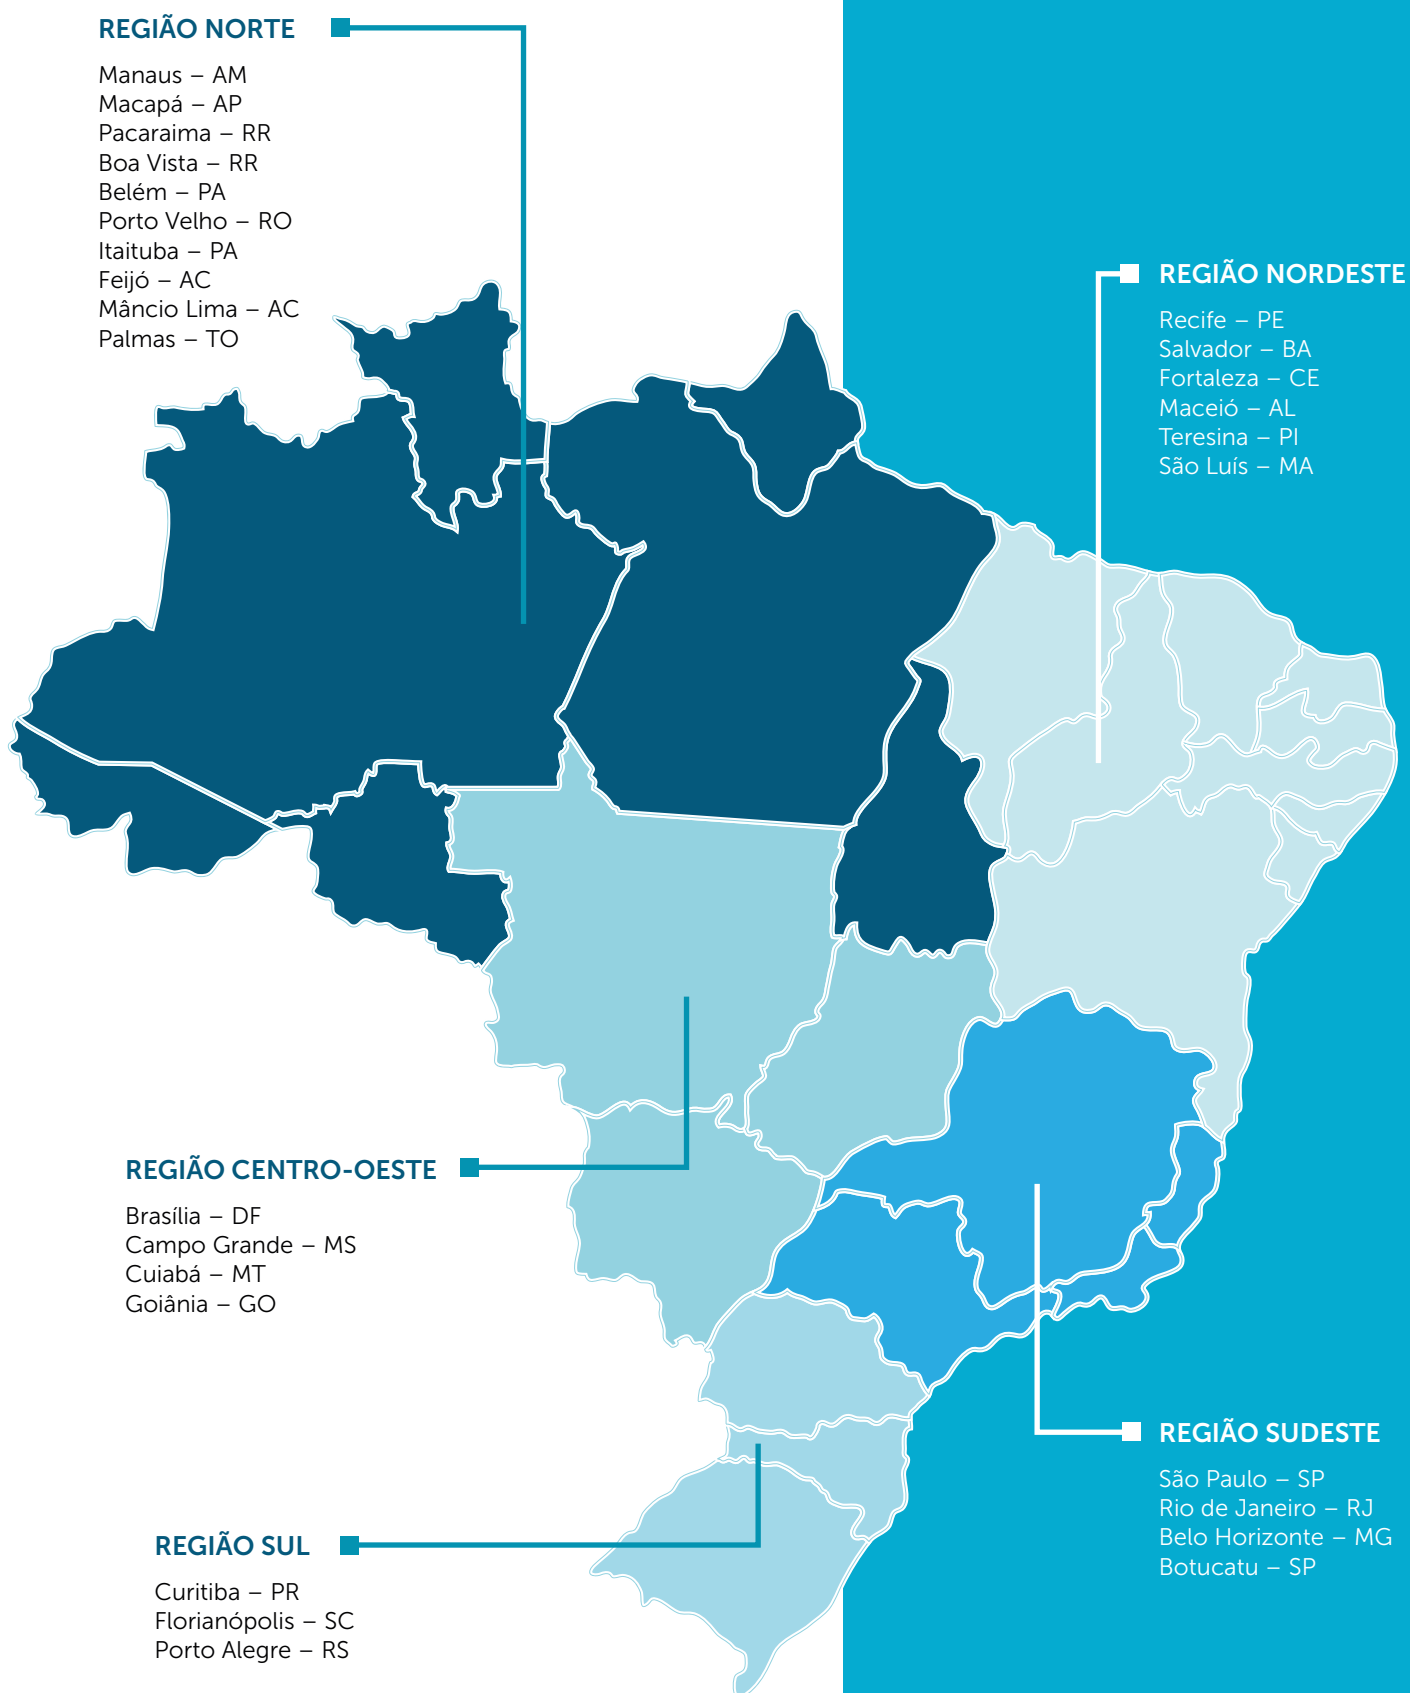 REGIÃO NORTE
Manaus – AM
Macapá – AP
Pacaraima – RR
Boa Vista – RR
Belém – PA
Porto Velho – RO
Itaituba – PA
Feijó – AC
Mâncio Lima – AC
Palmas – TO
REGIÃO NORDESTE
Recife – PE
Salvador – BA
Fortaleza – CE
Maceió – AL
Teresina – PI
São Luís – MA
REGIÃO CENTRO-OESTE
Brasília – DF
Campo Grande – MS
Cuiabá – MT
Goiânia – GO
REGIÃO SUDESTE
São Paulo – SP
Rio de Janeiro – RJ
Belo Horizonte – MG
Botucatu – SP
REGIÃO SUL
Curitiba – PR
Florianópolis – SC
Porto Alegre – RS